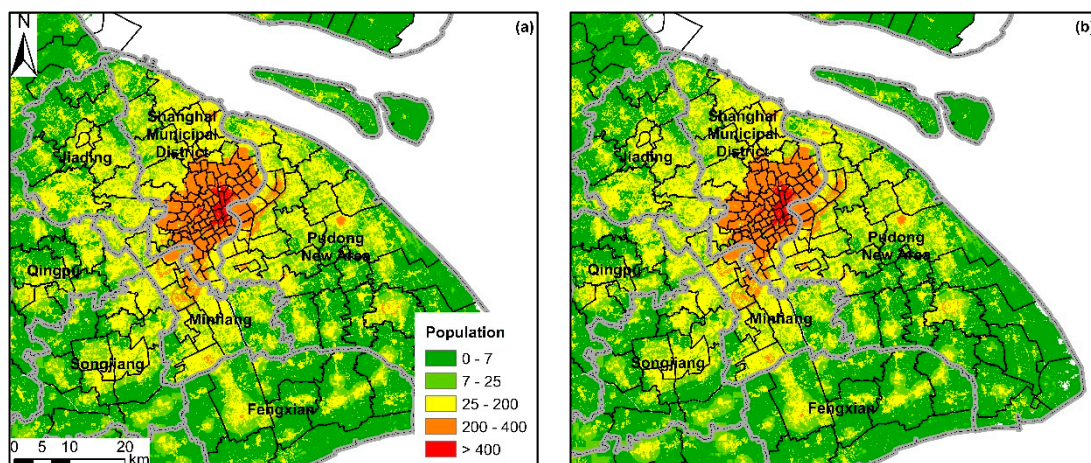 N
(a)
Shanghai
Municipal
District
Jiading
Pudong
New Area
Qingpu
Minhang
Songjiang
Fengxian
Population
0 - 7
7 - 25
25 - 200
200 - 400
> 400
0 5 10 20
km
(b)
Shanghai
Municipal
District
Jiading
Pudong
New Area
Qingpu
Minhang
Songjiang
Fengxian